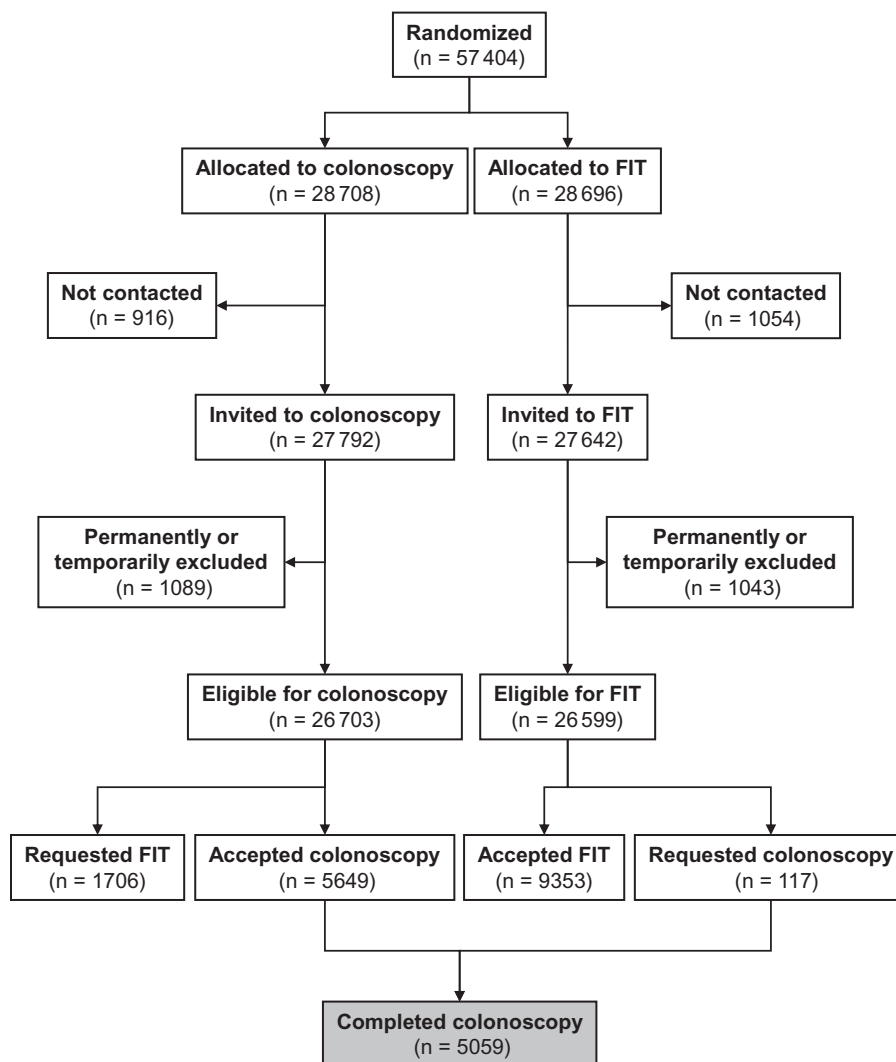 Randomized
(n = 57 404)
Allocated to colonoscopy
(n = 28 708)
Allocated to FIT
(n = 28 696)
Not contacted
(n = 916)
Not contacted
(n = 1054)
Invited to colonoscopy
(n = 27 792)
Invited to FIT
(n = 27 642)
Permanently or
temporarily excluded
(n = 1089)
Permanently or
temporarily excluded
(n = 1043)
Eligible for colonoscopy
(n = 26 703)
Eligible for FIT
(n = 26 599)
Requested FIT
(n = 1706)
Accepted colonoscopy
(n = 5649)
Accepted FIT
(n = 9353)
Requested colonoscopy
(n = 117)
Completed colonoscopy
(n = 5059)